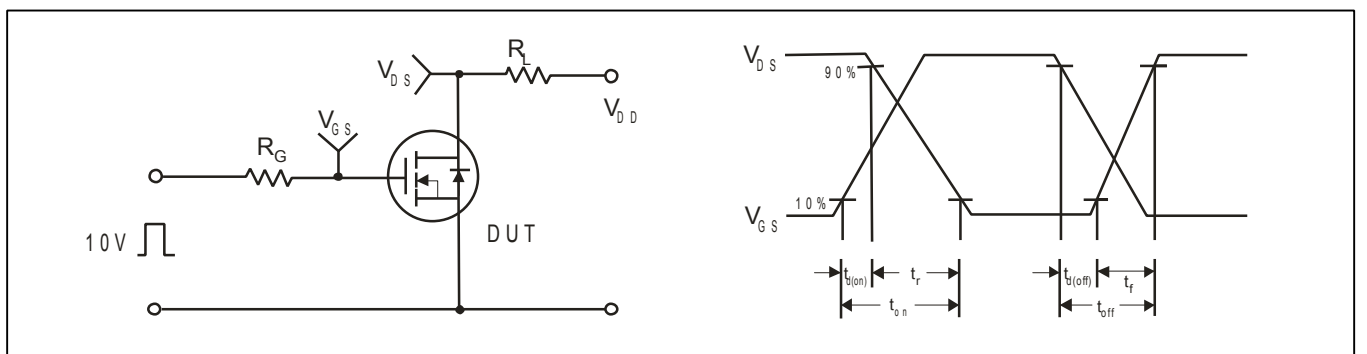 R_L
V_DS
V_DD
V_GS
R_G
10V
DUT
V_DS
90%
10%
V_GS
t_d(on)
t_r
t_on
t_d(off)
t_f
t_off